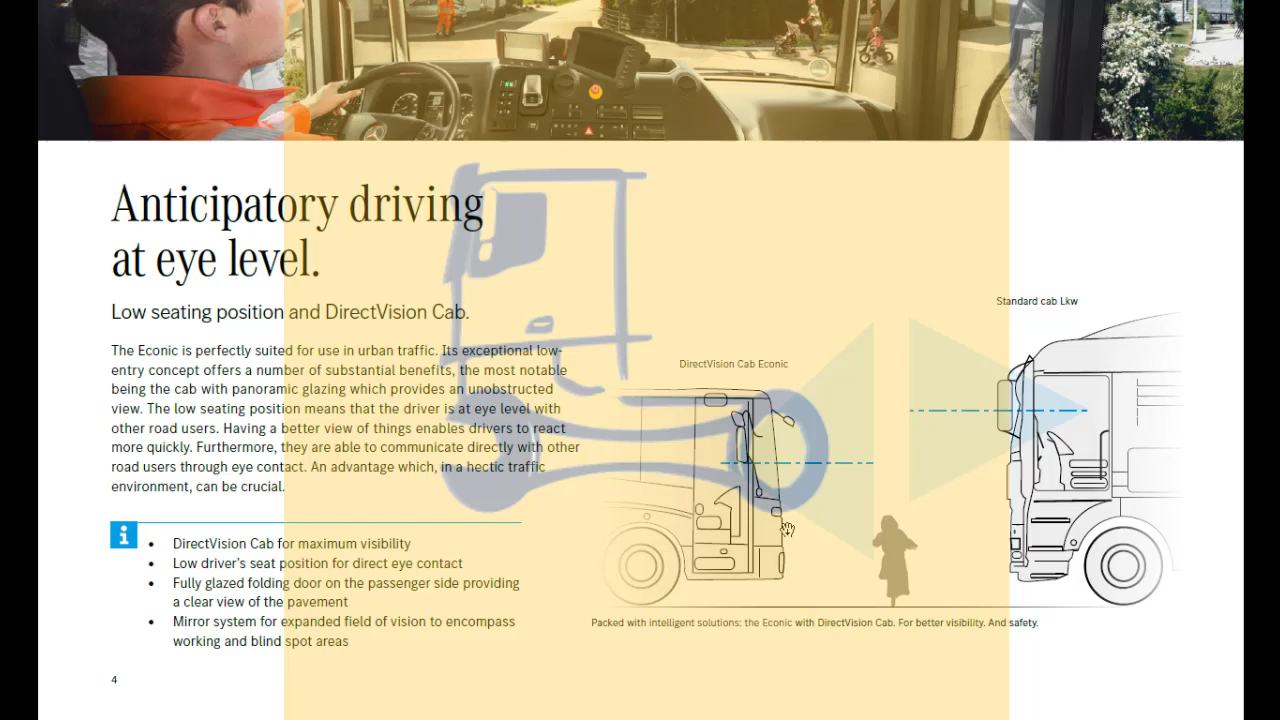 Anticipatory driving
at eye level.
Low seating position and DirectVision Cab.
The Econic is perfectly suited for use in urban traffic. Its exceptional low-
entry concept offers a number of substantial benefits, the most notable
being the cab with panoramic glazing which provides an unobstructed
view. The low seating position means that the driver is at eye level with
other road users. Having a better view of things enables drivers to react
more quickly. Furthermore, they are able to communicate directly with other
road users through eye contact. An advantage which, in a hectic traffic
environment, can be crucial.
i
• DirectVision Cab for maximum visibility
• Low driver's seat position for direct eye contact
• Fully glazed folding door on the passenger side providing
a clear view of the pavement
• Mirror system for expanded field of vision to encompass
working and blind spot areas
4
DirectVision Cab Econic
Standard cab Lkw
Packed with intelligent solutions: the Econic with DirectVision Cab. For better visibility. And safety.